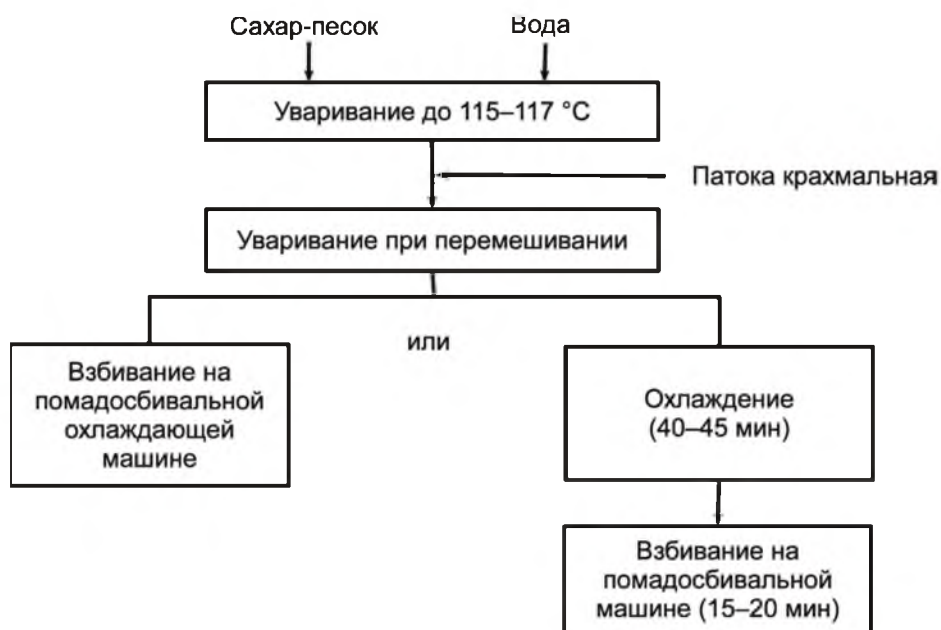 Сахар-песок Вода
Уваривание до 115–117 °C
Патока крахмальная
Уваривание при перемешивании
или
Взбивание на
помадосбивальной
охлаждающей
машине
Охлаждение
(40–45 мин)
Взбивание на
помадосбивальной
машине (15–20 мин)